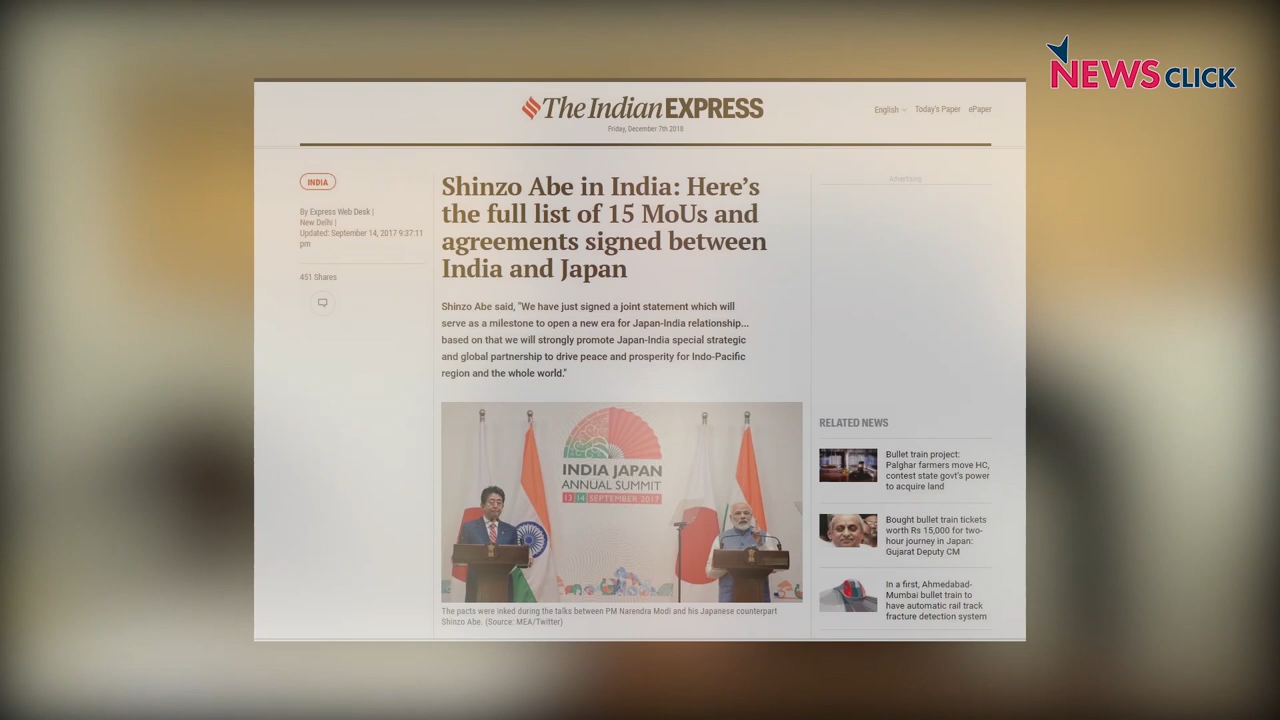 NEWS CLICK
The Indian EXPRESS
Friday, December 7th 2018
English
Today's Paper
ePaper
INDIA
By Express Web Desk |
New Delhi |
Updated: September 14, 2017 9:37:11
pm
451 Shares
Shinzo Abe in India: Here's
the full list of 15 MoUs and
agreements signed between
India and Japan
Shinzo Abe said, "We have just signed a joint statement which will
serve as a milestone to open a new era for Japan-India relationship...
based on that we will strongly promote Japan-India special strategic
and global partnership to drive peace and prosperity for Indo-Pacific
region and the whole world."
INDIA JAPAN
ANNUAL SUMMIT
13 14 SEPTEMBER 2017
The pacts were inked during the talks between PM Narendra Modi and his Japanese counterpart
Shinzo Abe. (Source: MEA/Twitter)
Advertising
RELATED NEWS
Bullet train project:
Palghar farmers move HC,
contest state govt's power
to acquire land
Bought bullet train tickets
worth Rs 15,000 for two-
hour journey in Japan:
Gujarat Deputy CM
In a first, Ahmedabad-
Mumbai bullet train to
have automatic rail track
fracture detection system